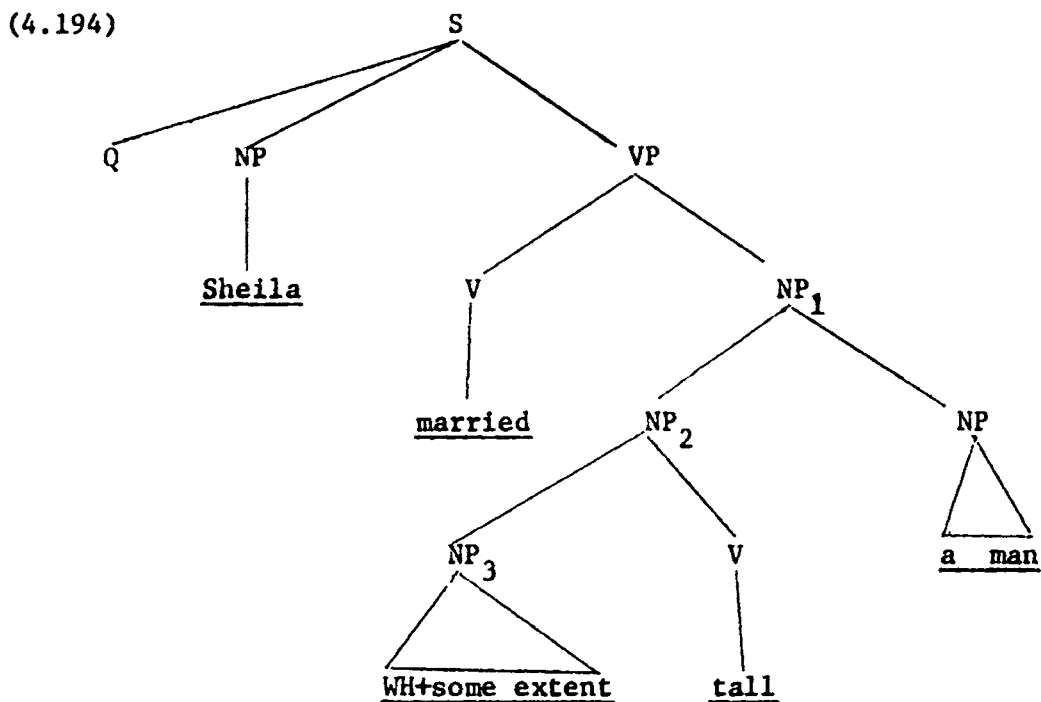 (4.194)
S
Q NP VP
Sheila V NP1
married NP2 NP
NP3 V a man
WH+some extent tall